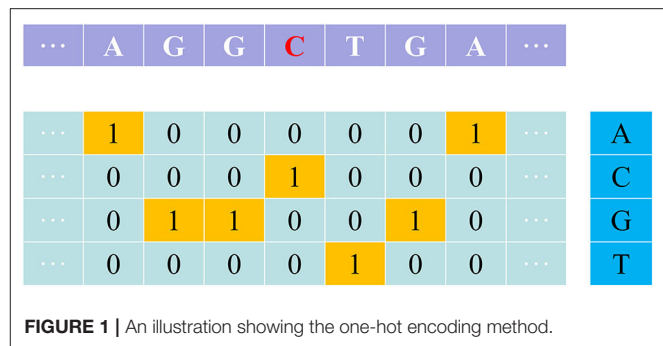 ... A G G C T G A ...
... 1 0 0 0 0 0 1 ... A
... 0 0 0 1 0 0 0 ... C
... 0 1 1 0 0 1 0 ... G
... 0 0 0 0 1 0 0 ... T
FIGURE 1 | An illustration showing the one-hot encoding method.